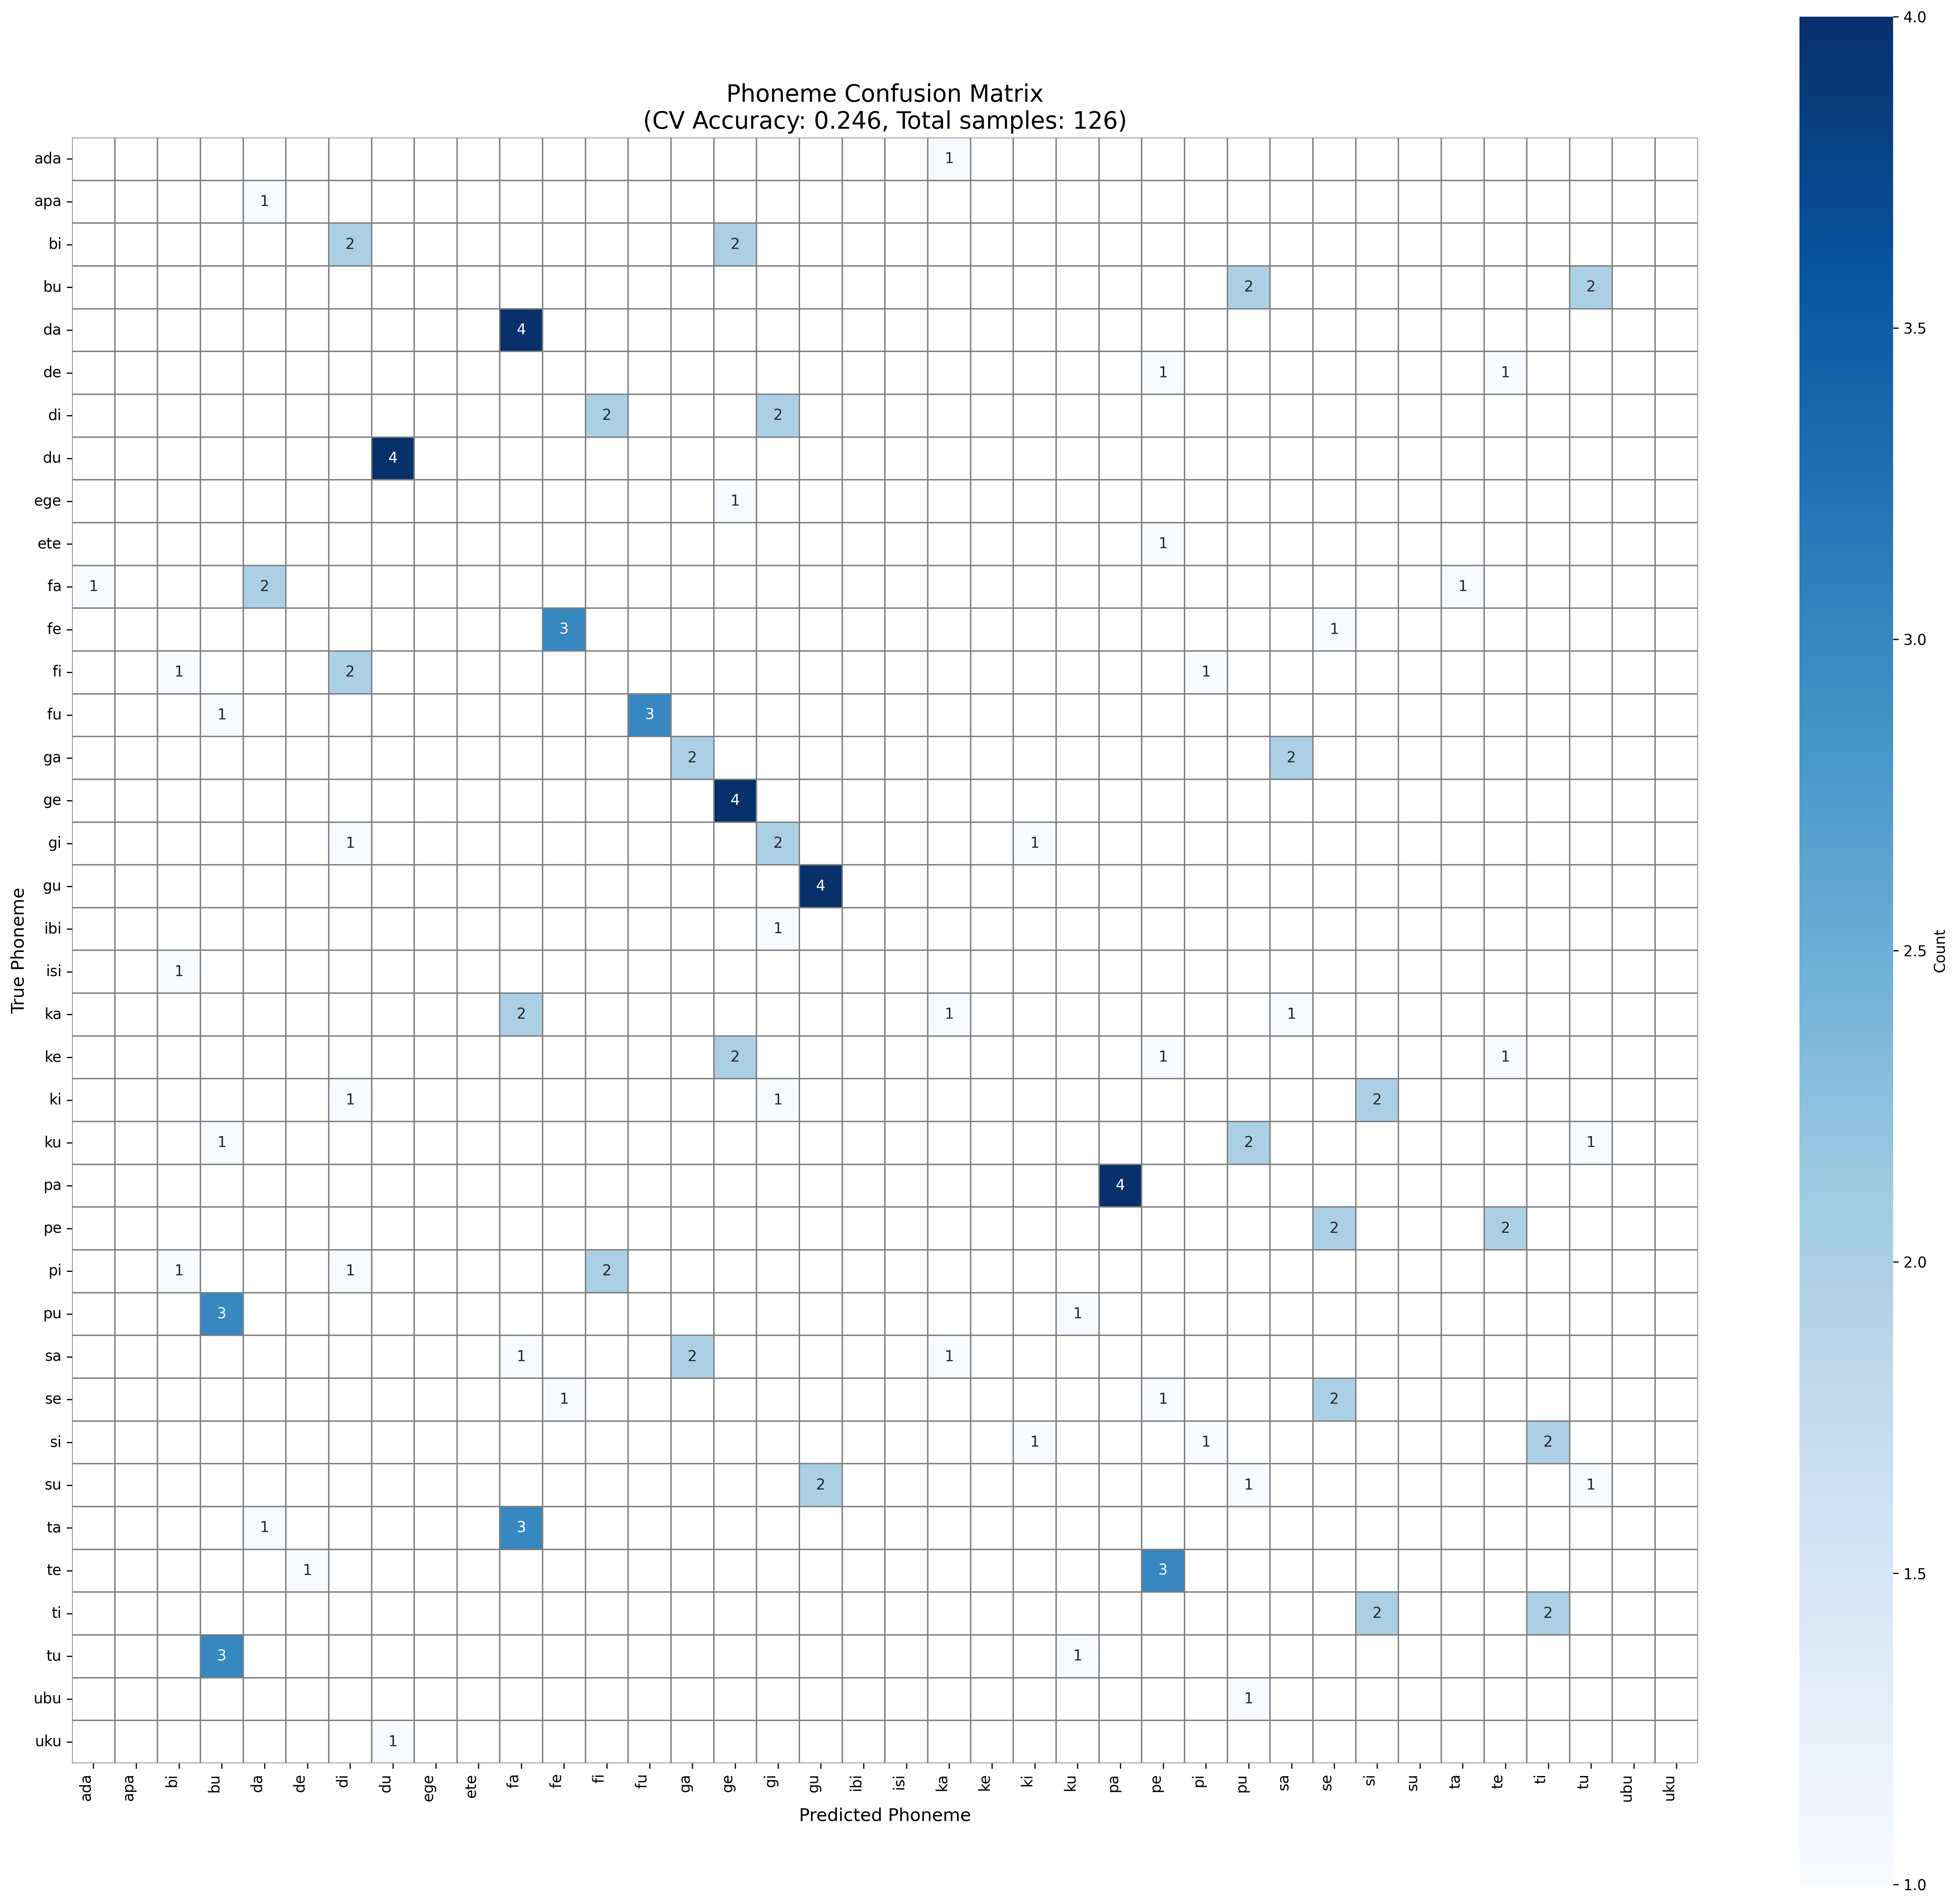 Phoneme Confusion Matrix
(CV Accuracy: 0.246, Total samples: 126)
ada 1
apa 1
bi 2 2
bu 2 2
da 4
de 1 1
di 2 2
du 4
ege 1
ete 1
fa 1 2 1
fe 3 1
fi 1 2 1
fu 1 3
ga 2 2
ge 4
gi 1 2 1
gu 4
ibi 1
isi 1
ka 2 1 1
ke 2 1 1
ki 1 1 2
ku 1 2 1
pa 4
pe 2 2
pi 1 1 2
pu 3 1
sa 1 2 1
se 1 1 2
si 1 1 2
su 2 1 1
ta 1 3
te 1 3
ti 2 2
tu 3 1
ubu 1
uku 1
ada apa bi bu da de di du ege ete fa fe fi fu ga ge gi gu ibi isi ka ke ki ku pa pe pi pu sa se si su ta te ti tu ubu uku
Predicted Phoneme
True Phoneme
4.0
3.5
3.0
2.5
2.0
1.5
1.0
Count